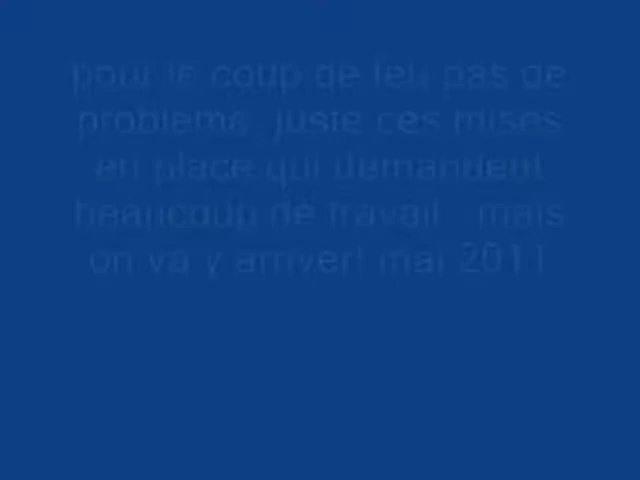 pour le coup de feu pas de
probleme, juste ces mises
en place qui demandent
beaucoup de travail... mais
on va y arriver! mai 2011